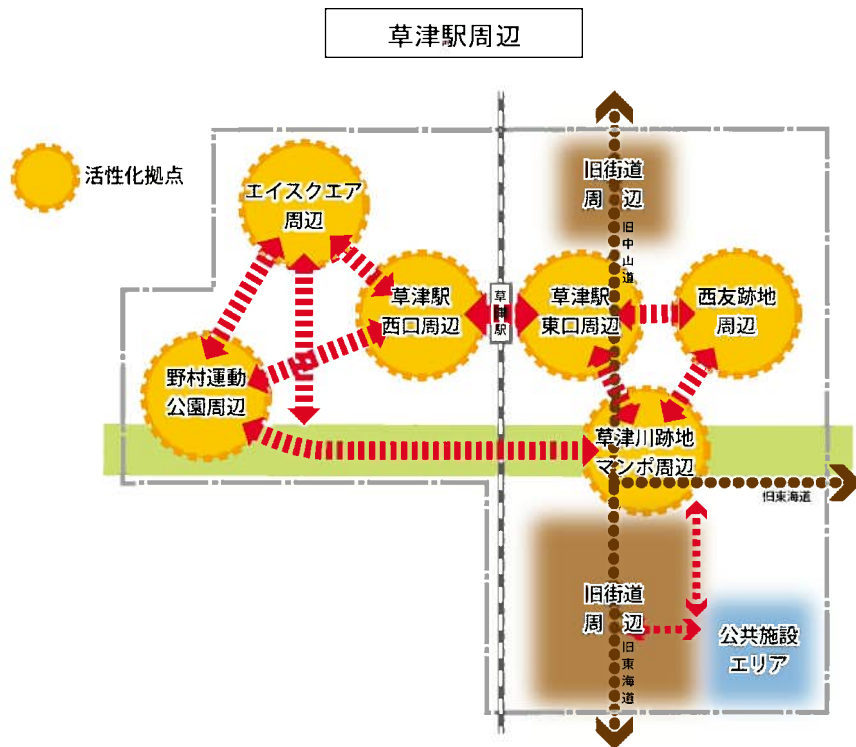 草津駅周辺
活性化拠点
エイスクエア
周辺
旧街道
周 辺
旧中山道
草津駅
西口周辺
草津駅
草津駅
東口周辺
西友跡地
周辺
野村運動
公園周辺
草津川跡地
マンポ周辺
旧東海道
旧街道
周 辺
旧東海道
公共施設
エリア